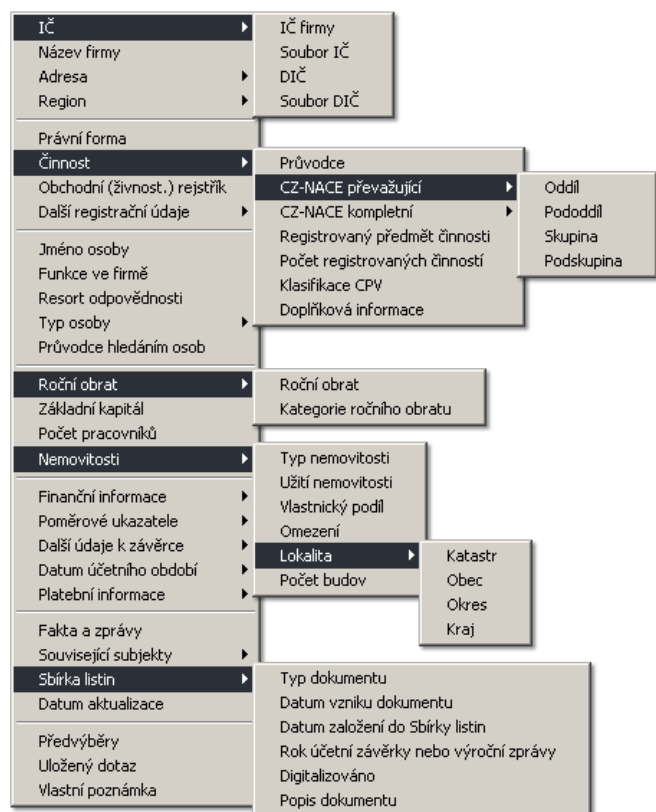 IČ
Název firmy
Adresa
Region
Právní forma
Činnost
Obchodní (živnost.) rejstřík
Další registrační údaje
Jméno osoby
Funkce ve firmě
Resort odpovědnosti
Typ osoby
Průvodce hledáním osob
Roční obrat
Základní kapitál
Počet pracovníků
Nemovitosti
Finanční informace
Poměrové ukazatele
Další údaje k závěrce
Datum účetního období
Platební informace
Fakta a zprávy
Související subjekty
Sbírka listin
Datum aktualizace
Předvýběry
Uložený dotaz
Vlastní poznámka
IČ firmy
Soubor IČ
DIČ
Soubor DIČ
Průvodce
CZ-NACE převažující
CZ-NACE kompletní
Registrovaný předmět činnosti
Počet registrovaných činností
Klasifikace CPV
Doplňková informace
Oddíl
Pododdíl
Skupina
Podskupina
Roční obrat
Kategorie ročního obratu
Typ nemovitosti
Užití nemovitosti
Vlastnický podíl
Omezení
Lokalita
Počet budov
Katastr
Obec
Okres
Kraj
Typ dokumentu
Datum vzniku dokumentu
Datum založení do Sbírky listin
Rok účetní závěrky nebo výroční zprávy
Digitalizováno
Popis dokumentu